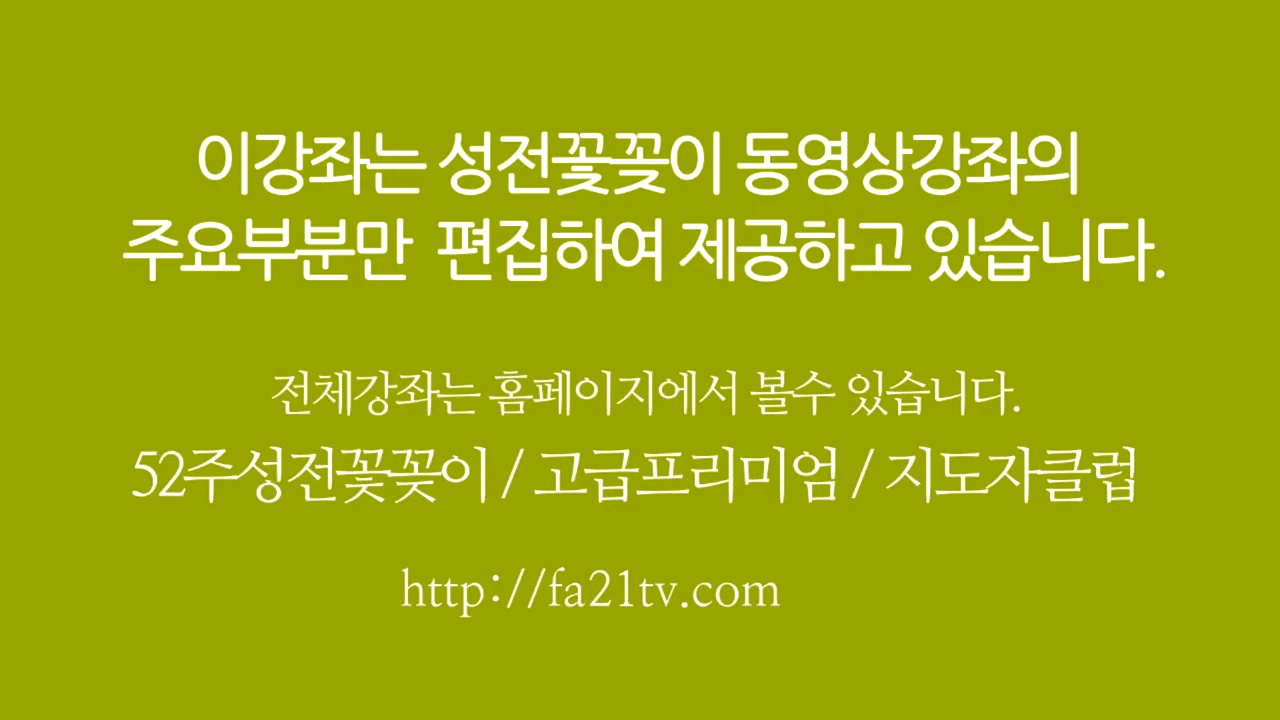 이강좌는 성전꽃꽂이 동영상강좌의
주요부분만 편집하여 제공하고 있습니다.
전체강좌는 홈페이지에서 볼수 있습니다.
52주성전꽃꽂이 / 고급프리미엄 / 지도자클럽
http://fa21tv.com